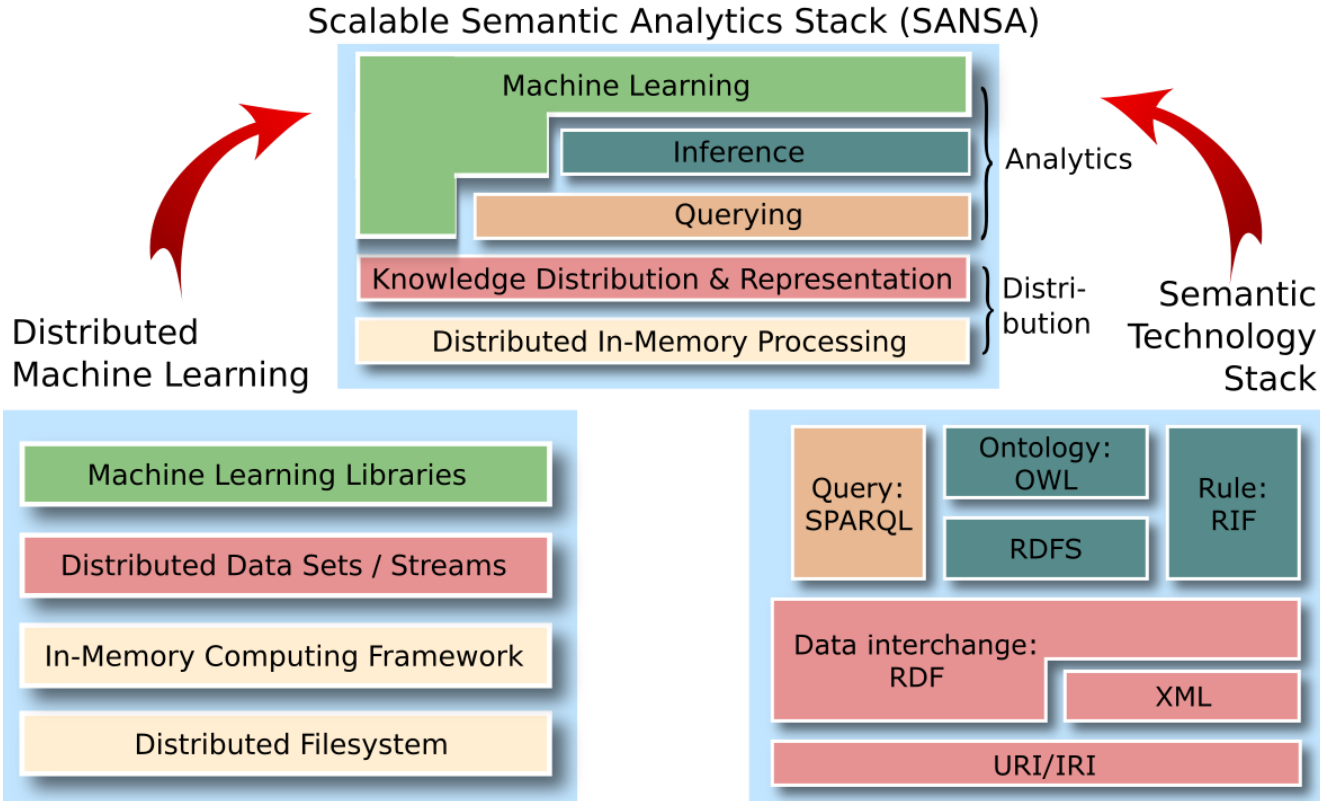 Scalable Semantic Analytics Stack (SANSA)
Machine Learning
Inference
Querying
Analytics
Knowledge Distribution & Representation
Distributed In-Memory Processing
Distri-
bution
Distributed
Machine Learning
Semantic
Technology
Stack
Machine Learning Libraries
Distributed Data Sets / Streams
In-Memory Computing Framework
Distributed Filesystem
Query:
SPARQL
Ontology:
OWL
RDFS
Rule:
RIF
Data interchange:
RDF
XML
URI/IRI